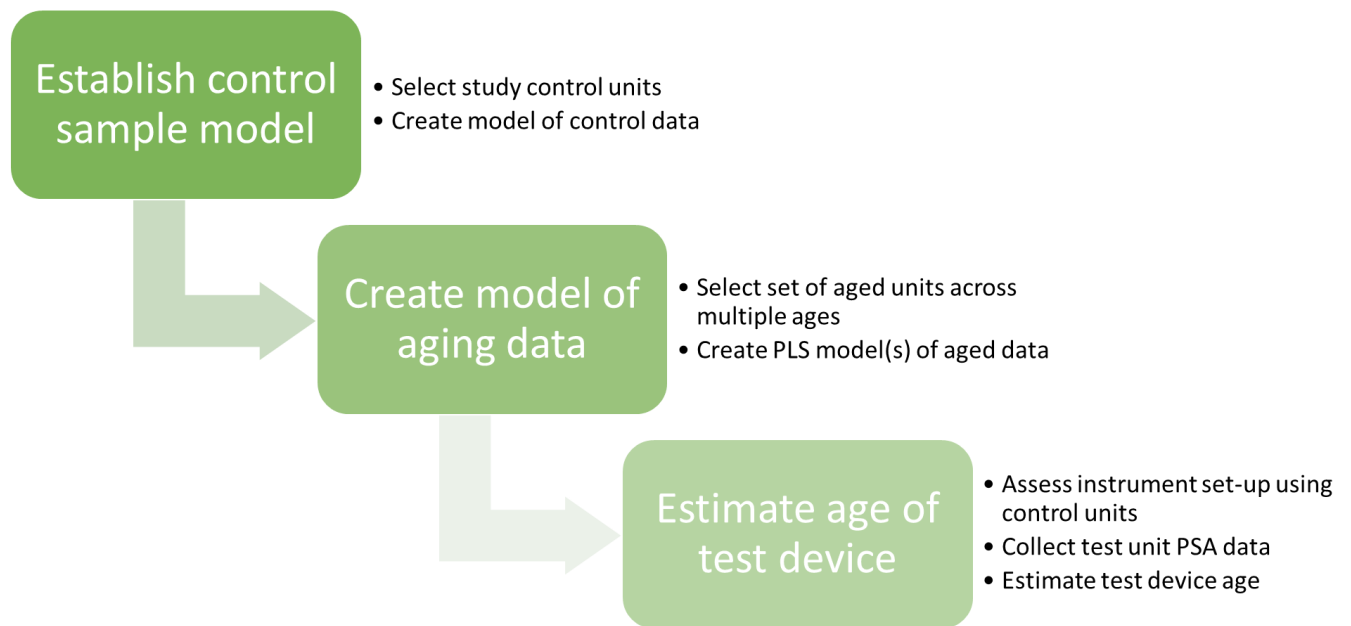 Establish control
sample model
• Select study control units
• Create model of control data
Create model of
aging data
• Select set of aged units across
multiple ages
• Create PLS model(s) of aged data
Estimate age of
test device
• Assess instrument set-up using
control units
• Collect test unit PSA data
• Estimate test device age